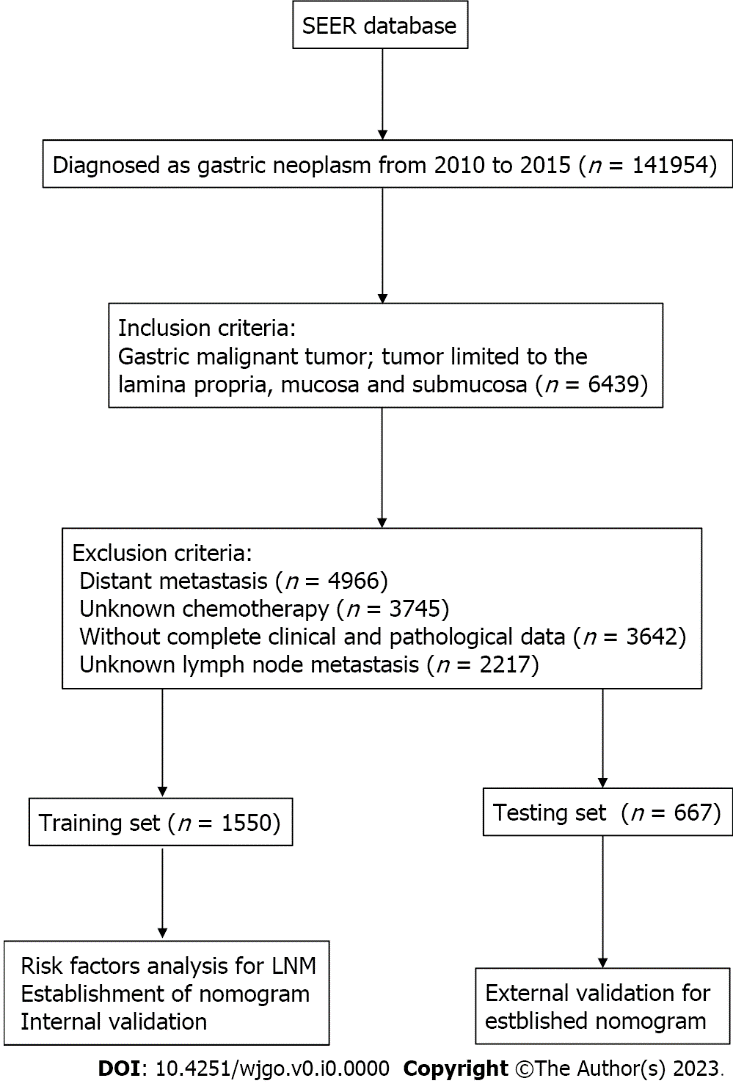 SEER database
Diagnosed as gastric neoplasm from 2010 to 2015 (n = 141954)
Inclusion criteria:
Gastric malignant tumor; tumor limited to the
lamina propria, mucosa and submucosa (n = 6439)
Exclusion criteria:
Distant metastasis (n = 4966)
Unknown chemotherapy (n = 3745)
Without complete clinical and pathological data (n = 3642)
Unknown lymph node metastasis (n = 2217)
Training set (n = 1550)
Testing set (n = 667)
Risk factors analysis for LNM
Establishment of nomogram
Internal validation
External validation for
estblished nomogram
DOI: 10.4251/wjgo.v0.i0.0000 Copyright ©The Author(s) 2023.